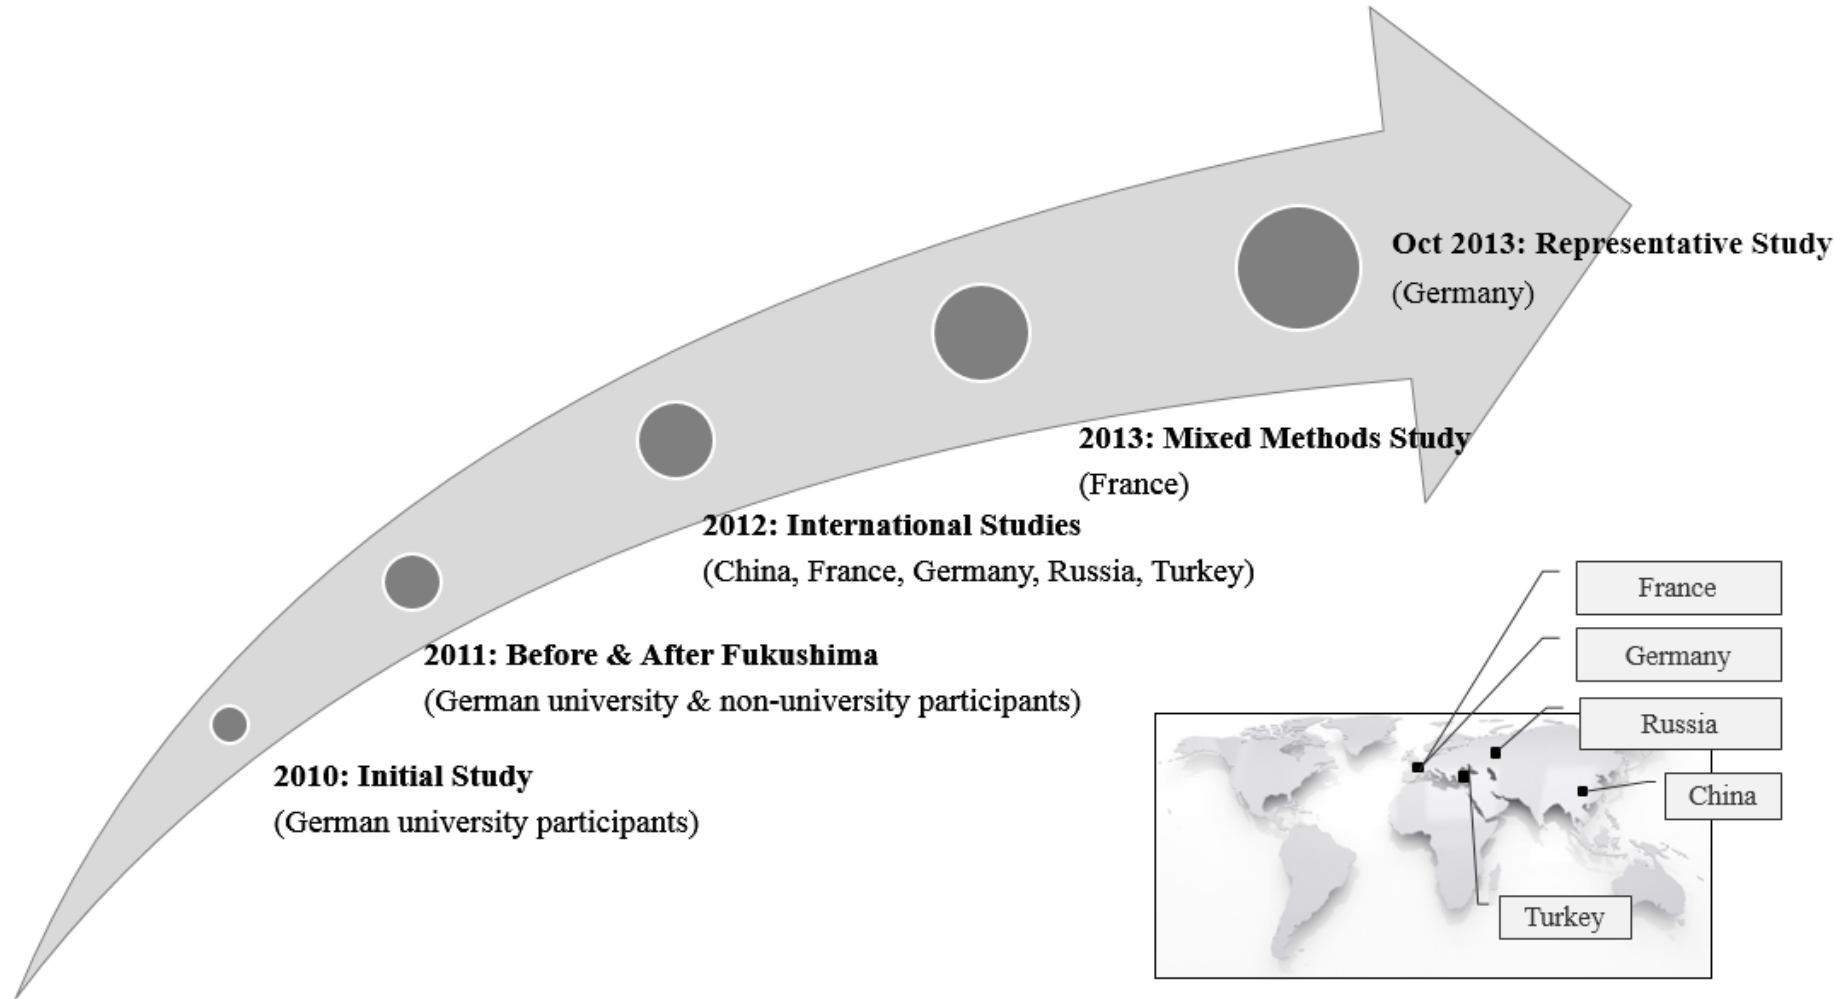 Oct 2013: Representative Study
(Germany)
2013: Mixed Methods Study
(France)
2012: International Studies
(China, France, Germany, Russia, Turkey)
2011: Before & After Fukushima
(German university & non-university participants)
2010: Initial Study
(German university participants)
France
Germany
Russia
China
Turkey